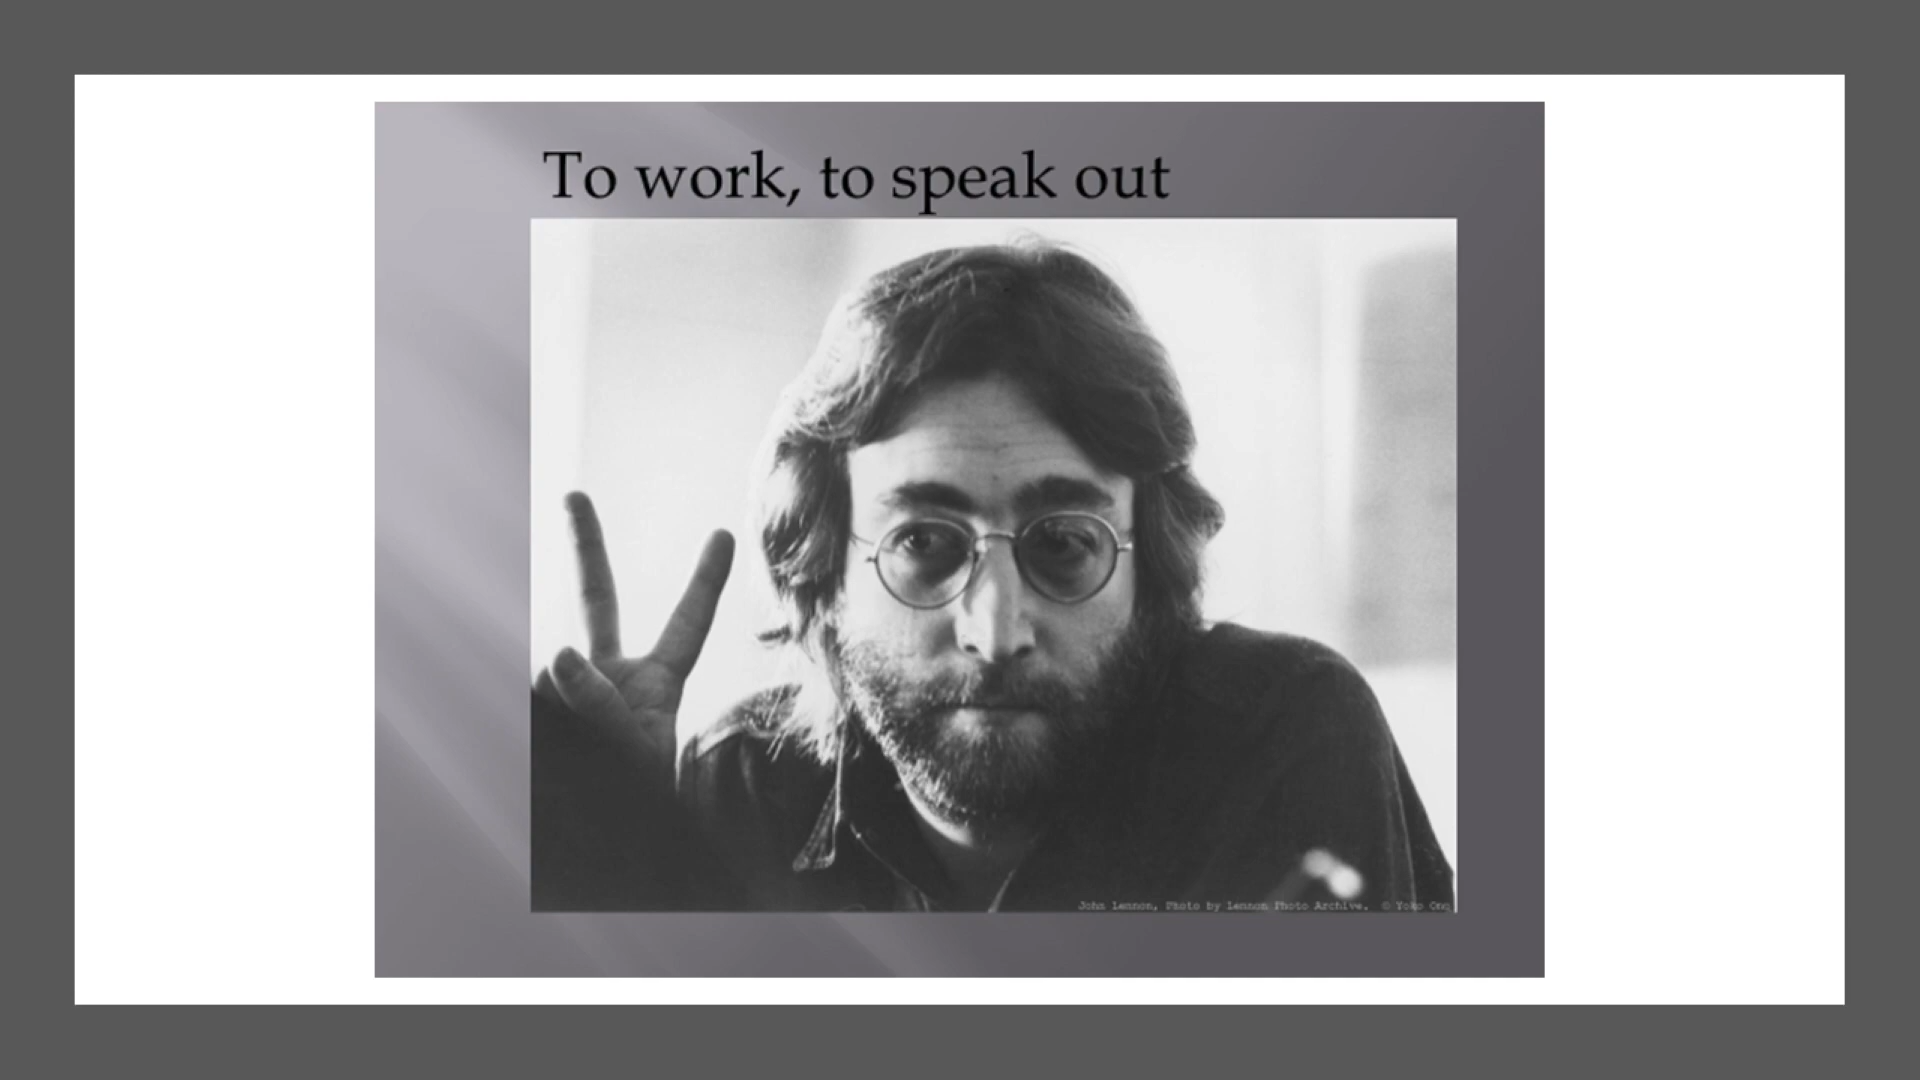 To work, to speak out
John Lennon, Photo by Lennon Photo Archive. © Yoko Ono